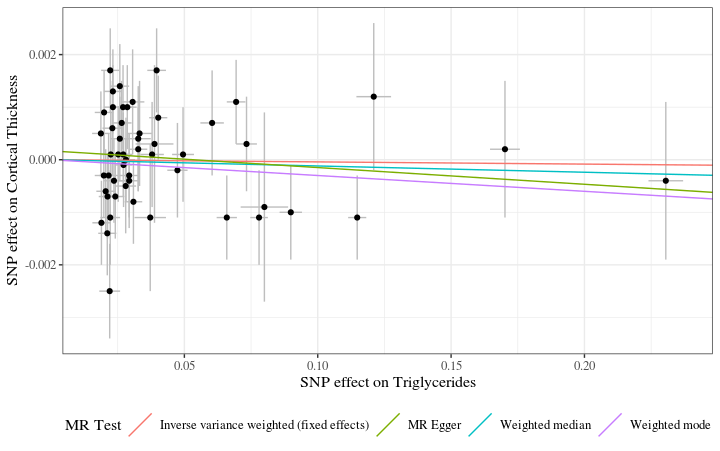 SNP effect on Cortical Thickness
0.002
0.000
-0.002
0.05 0.10 0.15 0.20
SNP effect on Triglycerides
MR Test Inverse variance weighted (fixed effects) MR Egger Weighted median Weighted mode